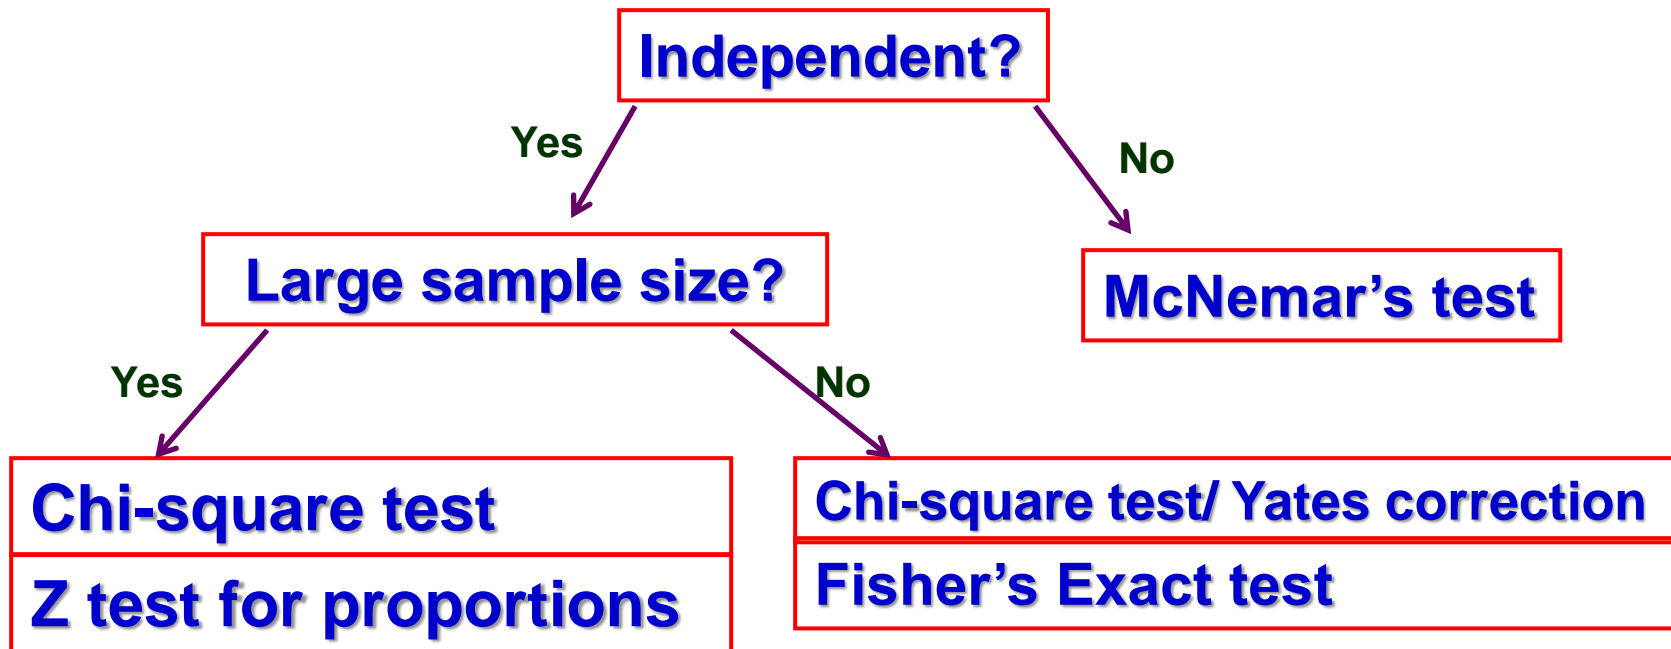 Independent?
Yes
No
Large sample size?
McNemar’s test
Yes
No
Chi-square test
Chi-square test/ Yates correction
Z test for proportions
Fisher’s Exact test